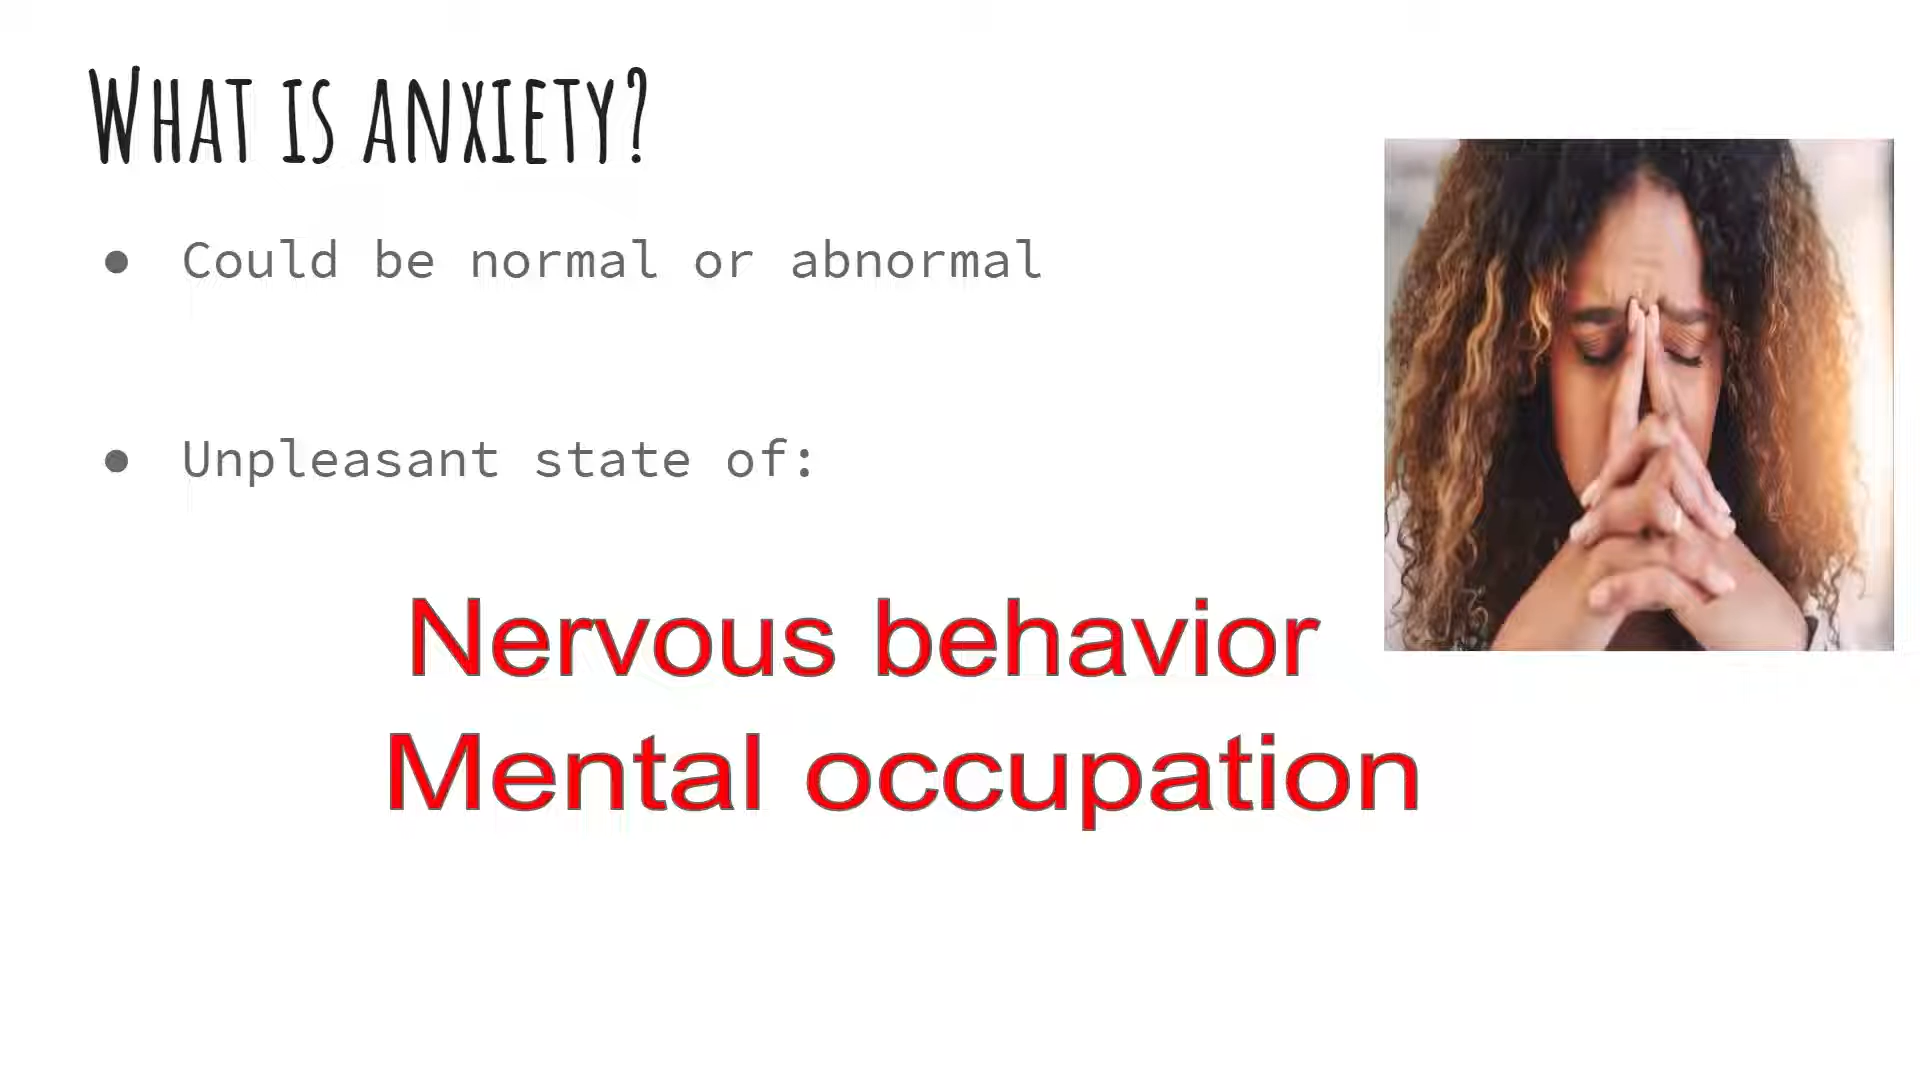 What is anxiety?
● Could be normal or abnormal
● Unpleasant state of:
Nervous behavior
Mental occupation